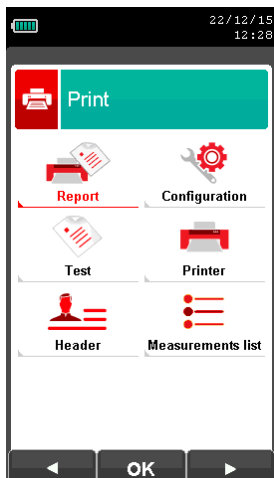 22/12/15
12:28
Print
Report
Configuration
Test
Printer
Header
Measurements list
OK